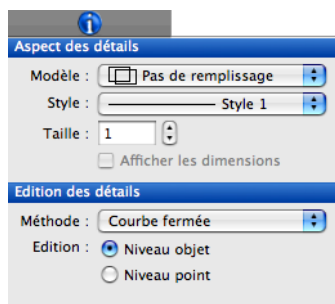 Aspect des détails
Modèle : Pas de remplissage
Style : Style 1
Taille : 1
Afficher les dimensions
Edition des détails
Méthode : Courbe fermée
Edition : Niveau objet
Niveau point